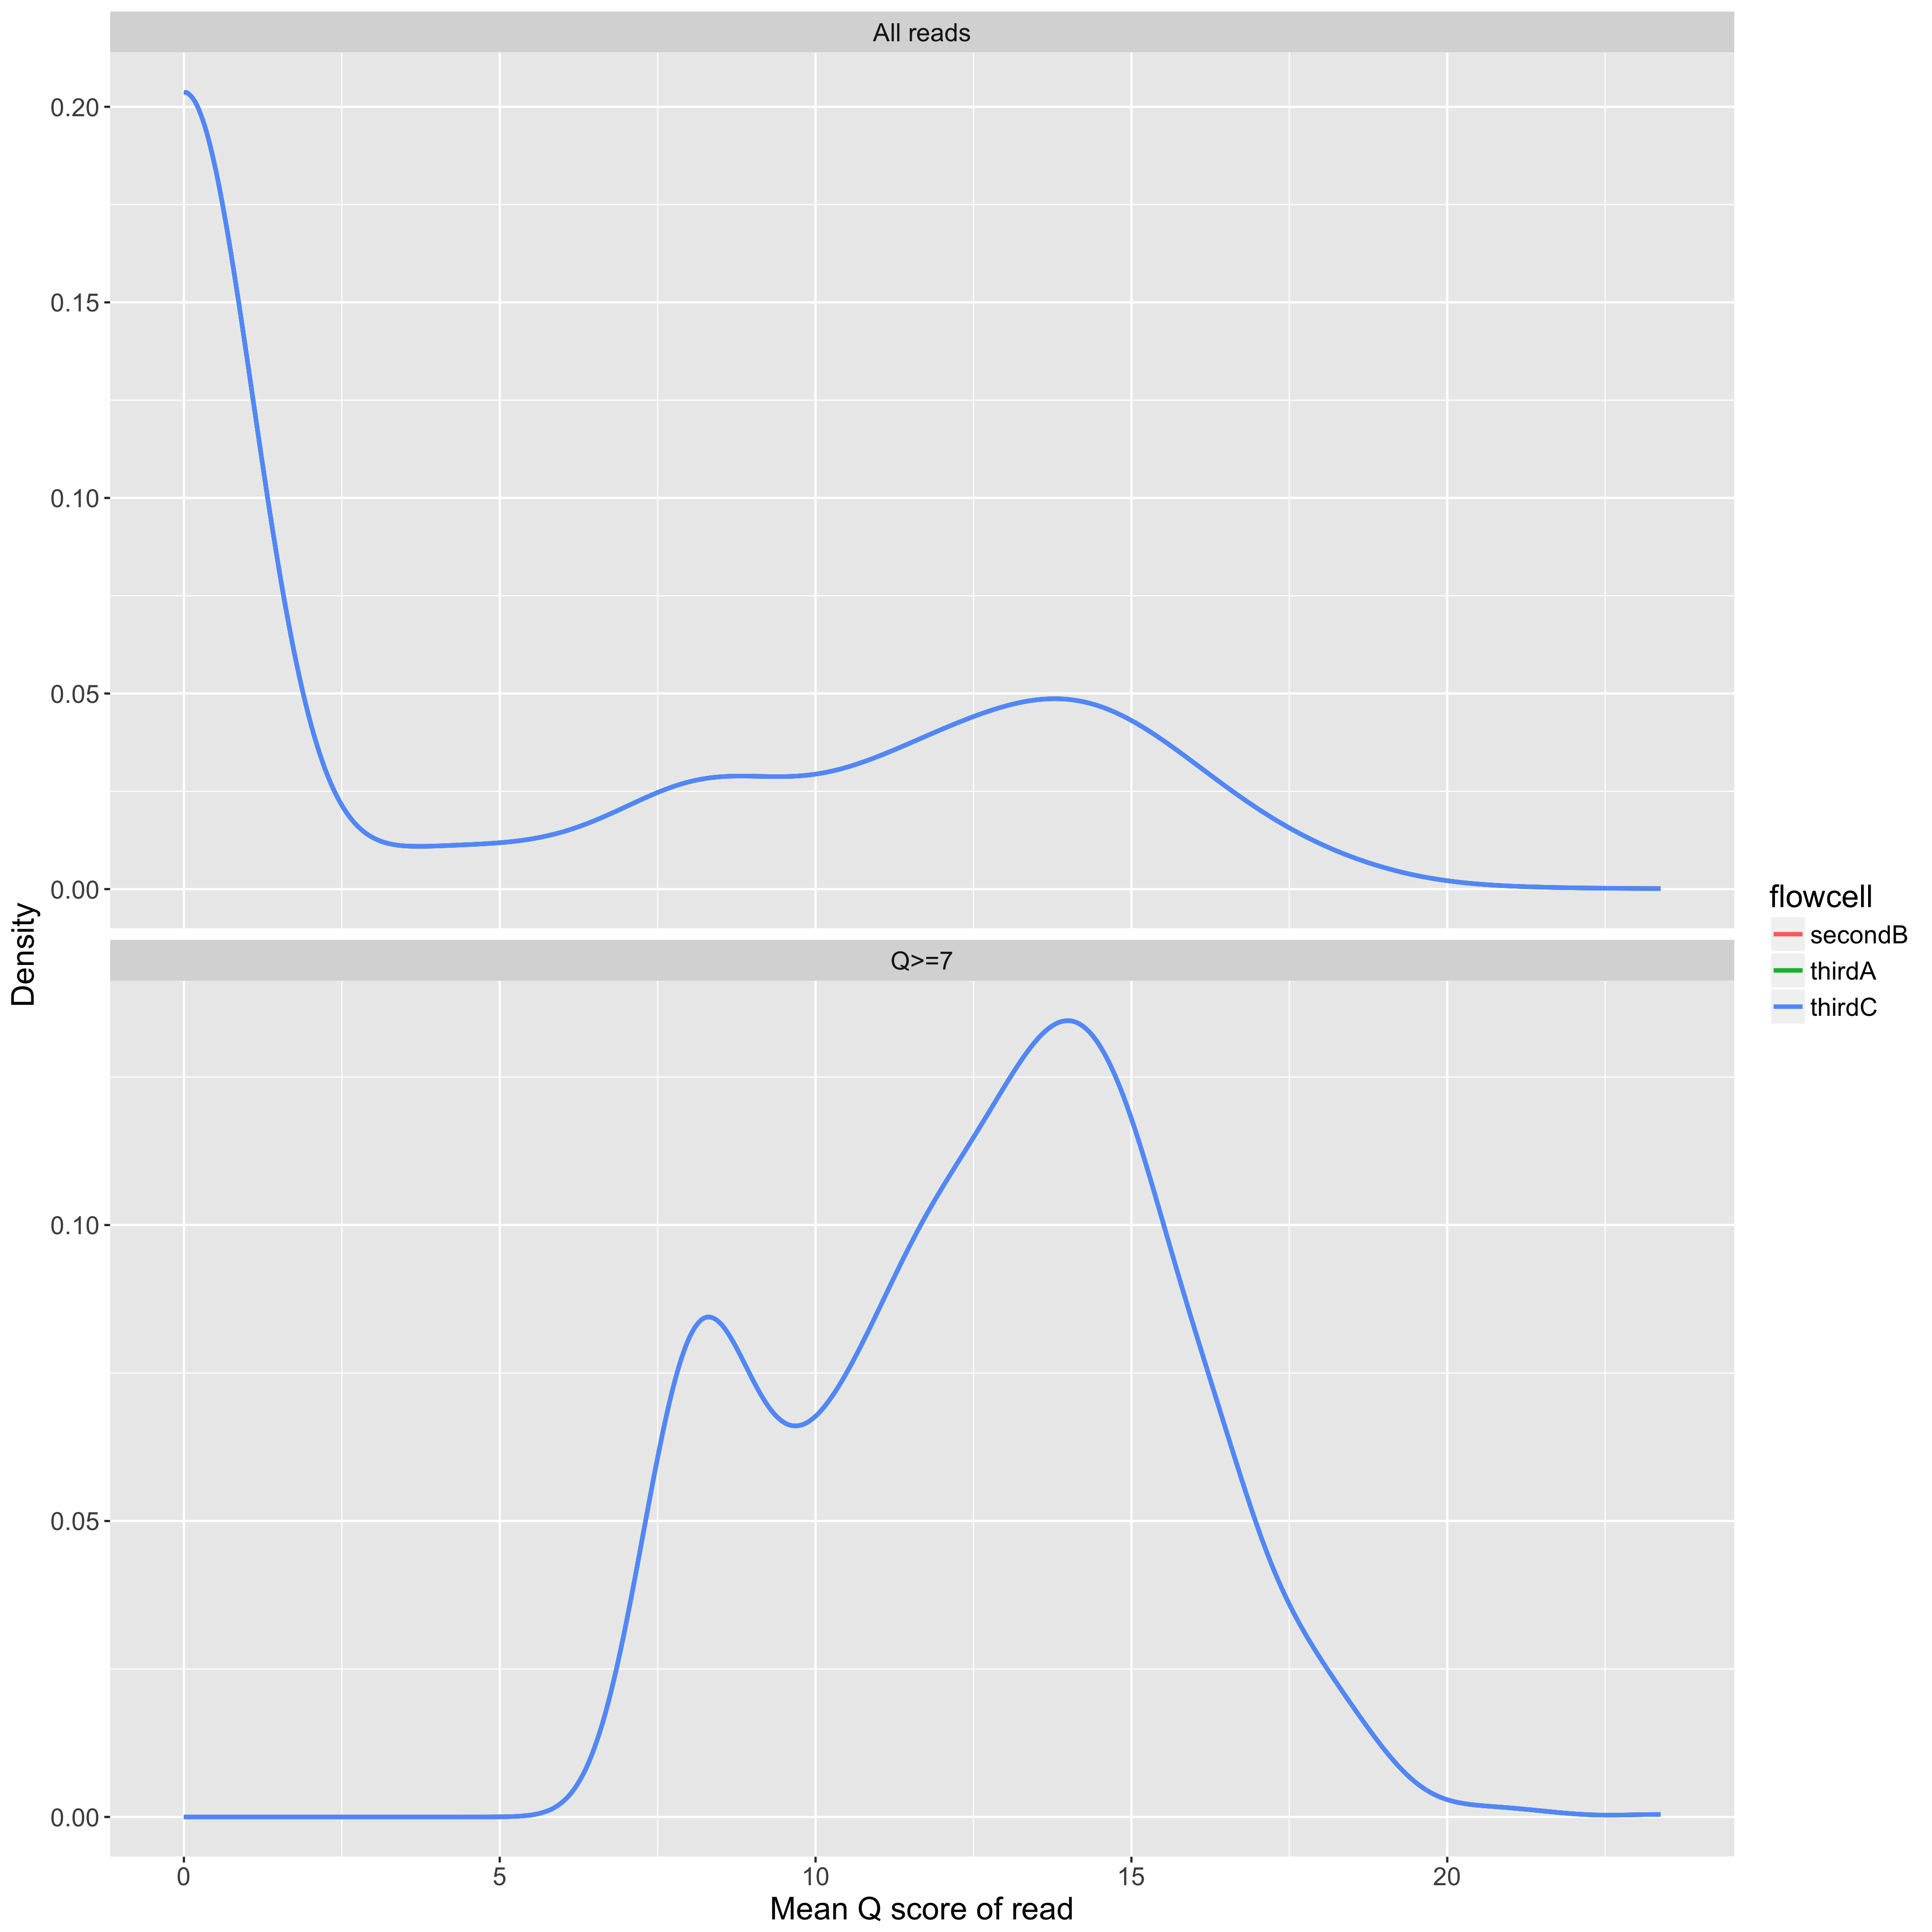 All reads
0.20
0.15
0.10
0.05
0.00
Q>=7
0.10
0.05
0.00
0 5 10 15 20
Mean Q score of read
Density
flowcell
secondB
thirdA
thirdC